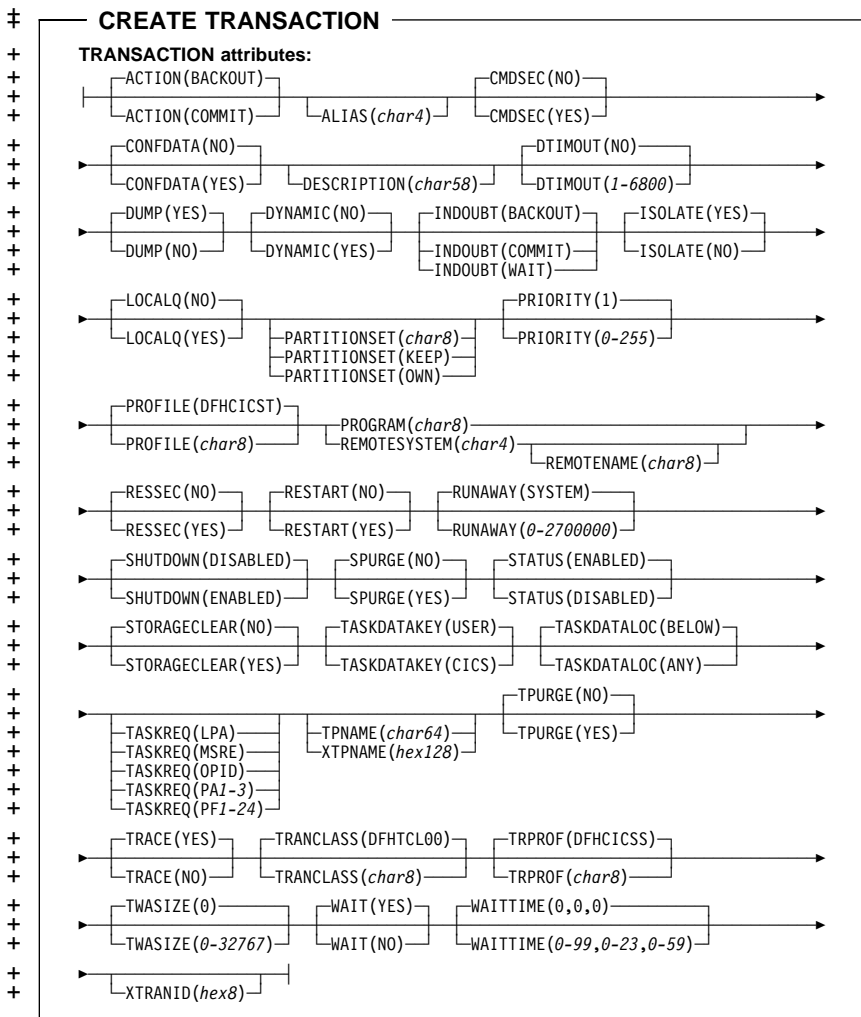 ‡ CREATE TRANSACTION
+ TRANSACTION attributes:
+ ACTION(BACKOUT) CMDSEC(NO)
+
+ ACTION(COMMIT) ALIAS(char4) CMDSEC(YES)
+ CONFDATA(NO) DTIMOUT(NO)
+
+ CONFDATA(YES) DESCRIPTION(char58) DTIMOUT(1-6800)
+ DUMP(YES) DYNAMIC(NO) INDOUBT(BACKOUT) ISOLATE(YES)
+
+ DUMP(NO) DYNAMIC(YES) INDOUBT(COMMIT) ISOLATE(NO)
+ INDOUBT(WAIT)
+ LOCALQ(NO) PRIORITY(1)
+
+ LOCALQ(YES) PARTITIONSET(char8) PRIORITY(0-255)
+ PARTITIONSET(KEEP)
+ PARTITIONSET(OWN)
+ PROFILE(DFHCICST)
+ PROGRAM(char8)
+ PROFILE(char8) REMOTESYSTEM(char4)
+ REMOTENAME(char8)
+ RESSEC(NO) RESTART(NO) RUNAWAY(SYSTEM)
+
+ RESSEC(YES) RESTART(YES) RUNAWAY(0-2700000)
+ SHUTDOWN(DISABLED) SPURGE(NO) STATUS(ENABLED)
+
+ SHUTDOWN(ENABLED) SPURGE(YES) STATUS(DISABLED)
+ STORAGECLEAR(NO) TASKDATAKEY(USER) TASKDATALOC(BELOW)
+
+ STORAGECLEAR(YES) TASKDATAKEY(CICS) TASKDATALOC(ANY)
+ TPURGE(NO)
+
+ TASKREQ(LPA) TPNAME(char64) TPURGE(YES)
+ TASKREQ(MSRE) XTPNAME(hex128)
+ TASKREQ(OPID)
+ TASKREQ(PA1-3)
+ TASKREQ(PF1-24)
+ TRACE(YES) TRANCLASS(DFHTCL00) TRPROF(DFHCICSS)
+
+ TRACE(NO) TRANCLASS(char8) TRPROF(char8)
+ TWASIZE(0) WAIT(YES) WAITTIME(0,0,0)
+
+ TWASIZE(0-32767) WAIT(NO) WAITTIME(0-99,0-23,0-59)
+
+ XTRANID(hex8)